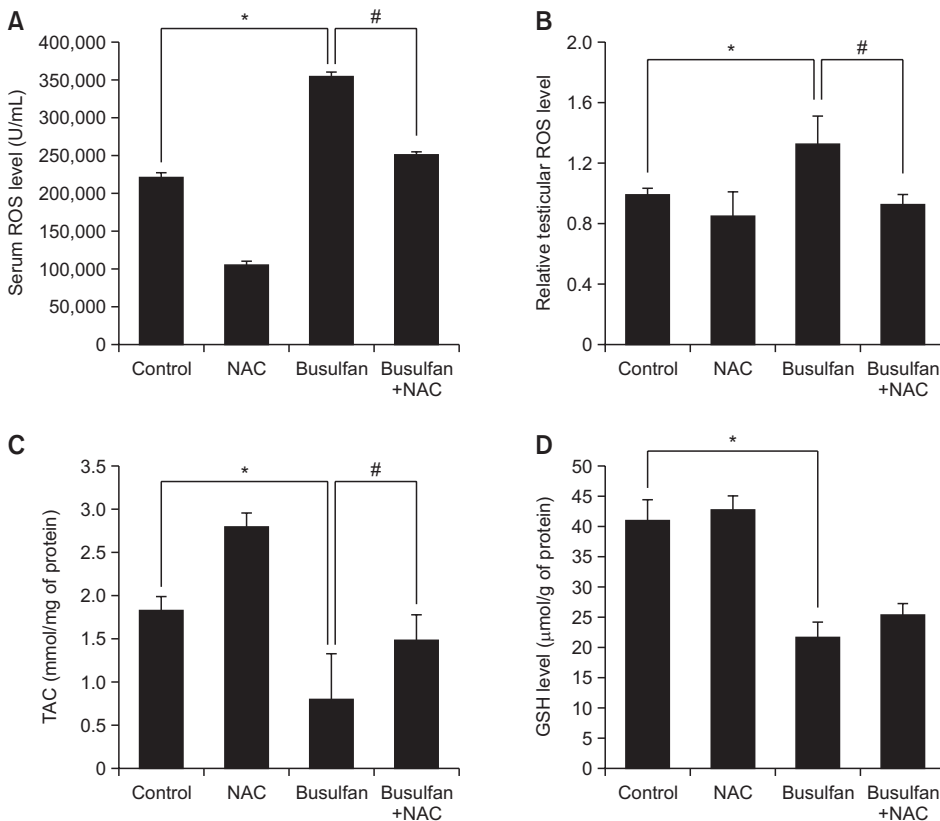 A
* #
Serum ROS level (U/mL)
400,000
350,000
300,000
250,000
200,000
150,000
100,000
50,000
0
Control NAC Busulfan Busulfan
+NAC
B
* #
Relative testicular ROS level
2.0
1.6
1.2
0.8
0.4
0
Control NAC Busulfan Busulfan
+NAC
C
* #
TAC (mmol/mg of protein)
3.5
3.0
2.5
2.0
1.5
1.0
0.5
0
Control NAC Busulfan Busulfan
+NAC
D
*
GSH level (μmol/g of protein)
50
45
40
35
30
25
20
15
10
5
0
Control NAC Busulfan Busulfan
+NAC